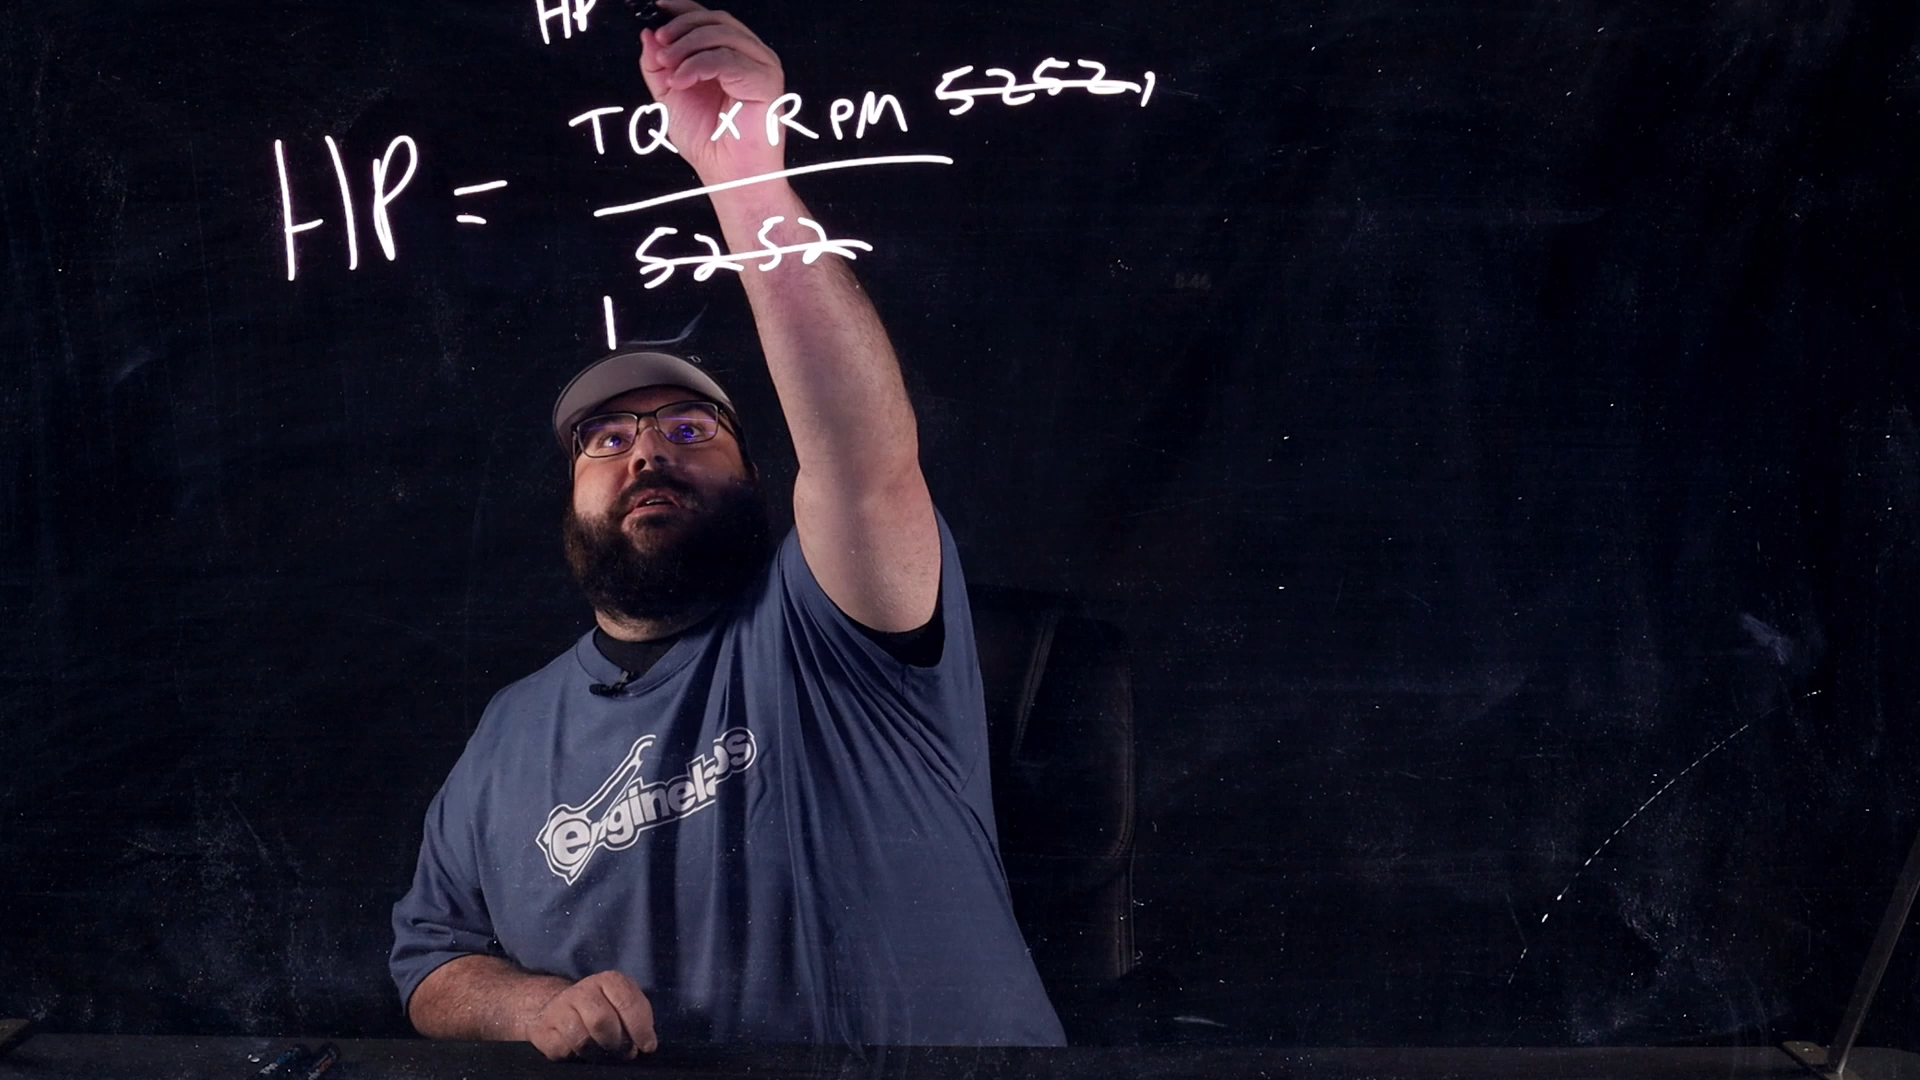 HP
TQ x RPM 5252,
HP =
5252
1
enginelabs